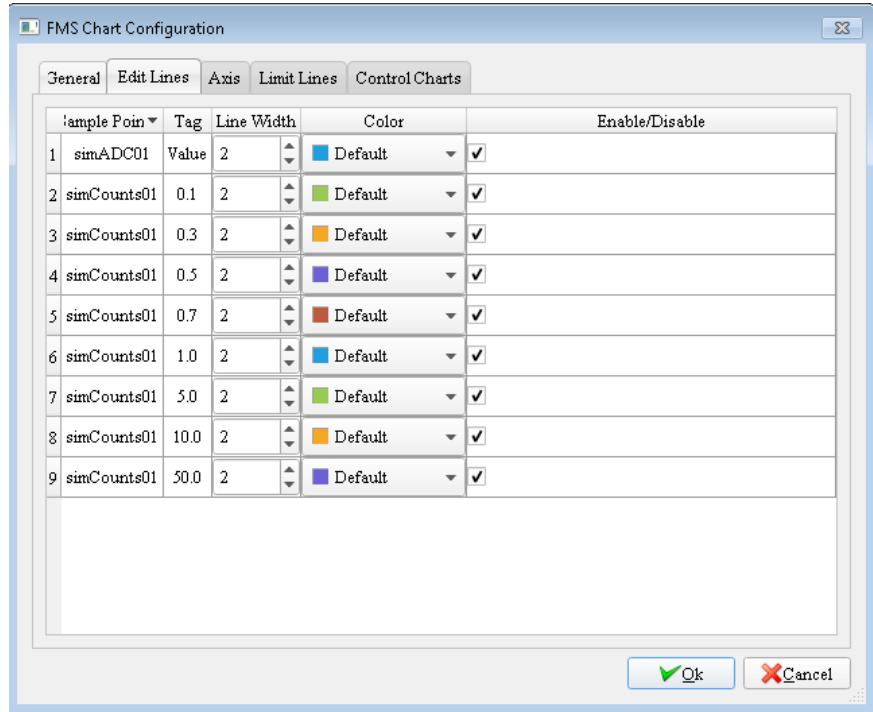 FMS Chart Configuration
General Edit Lines Axis Limit Lines Control Charts
ample Poin Tag Line Width Color Enable/Disable
1 simADC01 Value 2 Default
2 simCounts01 0.1 2 Default
3 simCounts01 0.3 2 Default
4 simCounts01 0.5 2 Default
5 simCounts01 0.7 2 Default
6 simCounts01 1.0 2 Default
7 simCounts01 5.0 2 Default
8 simCounts01 10.0 2 Default
9 simCounts01 50.0 2 Default
Ok Cancel